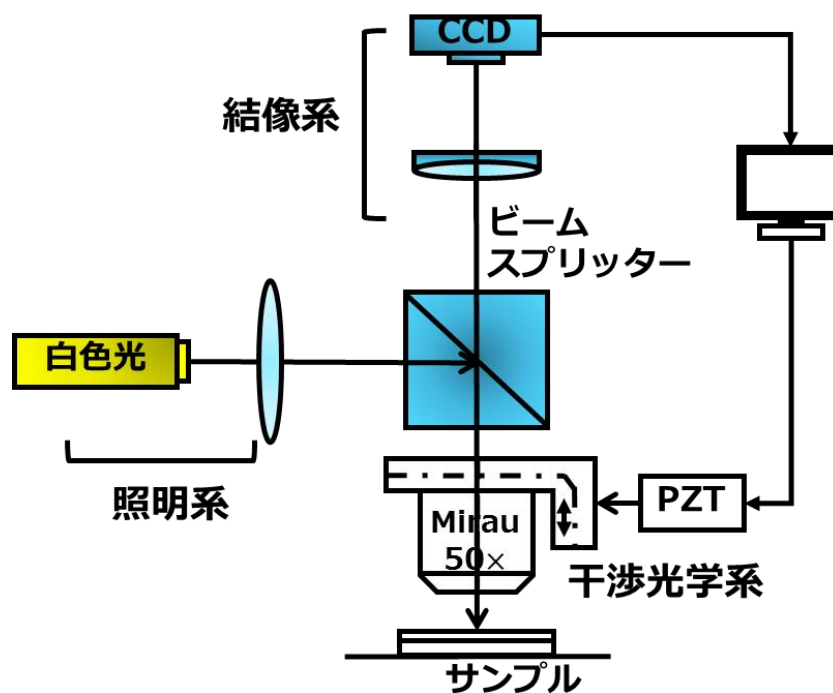 CCD
結像系
ビーム
スプリッター
白色光
照明系
Mirau
50×
PZT
干渉光学系
サンプル